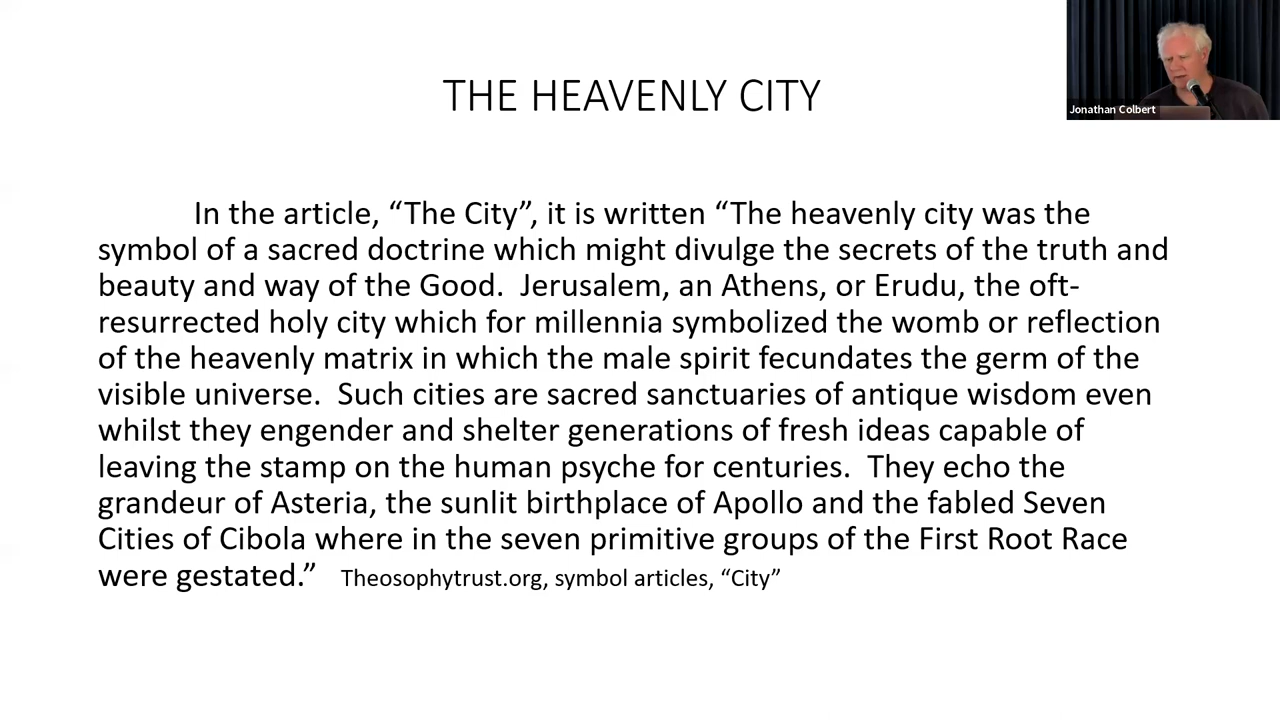 THE HEAVENLY CITY
Jonathan Colbert
In the article, “The City”, it is written “The heavenly city was the
symbol of a sacred doctrine which might divulge the secrets of the truth and
beauty and way of the Good.  Jerusalem, an Athens, or Erudu, the oft-
resurrected holy city which for millennia symbolized the womb or reflection
of the heavenly matrix in which the male spirit fecundates the germ of the
visible universe.  Such cities are sacred sanctuaries of antique wisdom even
whilst they engender and shelter generations of fresh ideas capable of
leaving the stamp on the human psyche for centuries.  They echo the
grandeur of Asteria, the sunlit birthplace of Apollo and the fabled Seven
Cities of Cibola where in the seven primitive groups of the First Root Race
were gestated.”   Theosophytrust.org, symbol articles, “City”